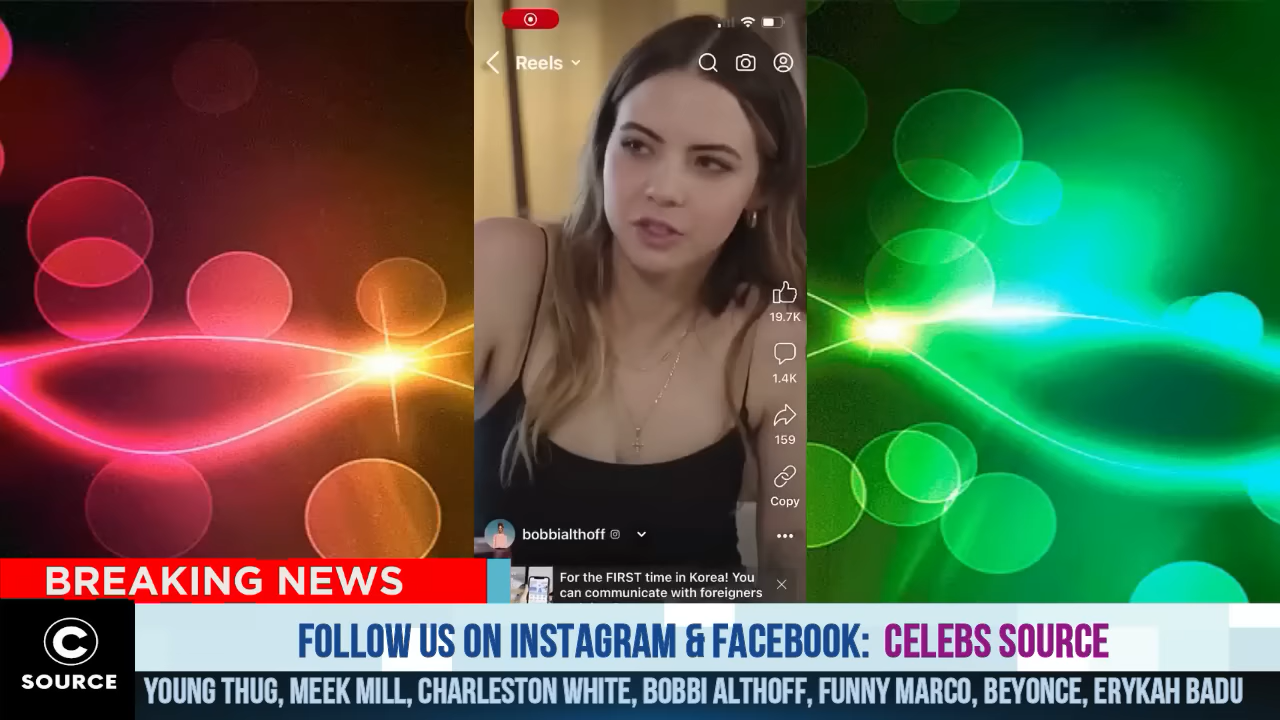 Reels
19.7K
1.4K
159
Copy
bobbialthoff
For the FIRST time in Korea! You
can communicate with foreigners
BREAKING NEWS
C
SOURCE
FOLLOW US ON INSTAGRAM & FACEBOOK: CELEBS SOURCE
YOUNG THUG, MEEK MILL, CHARLESTON WHITE, BOBBI ALTHOFF, FUNNY MARCO, BEYONCE, ERYKAH BADU